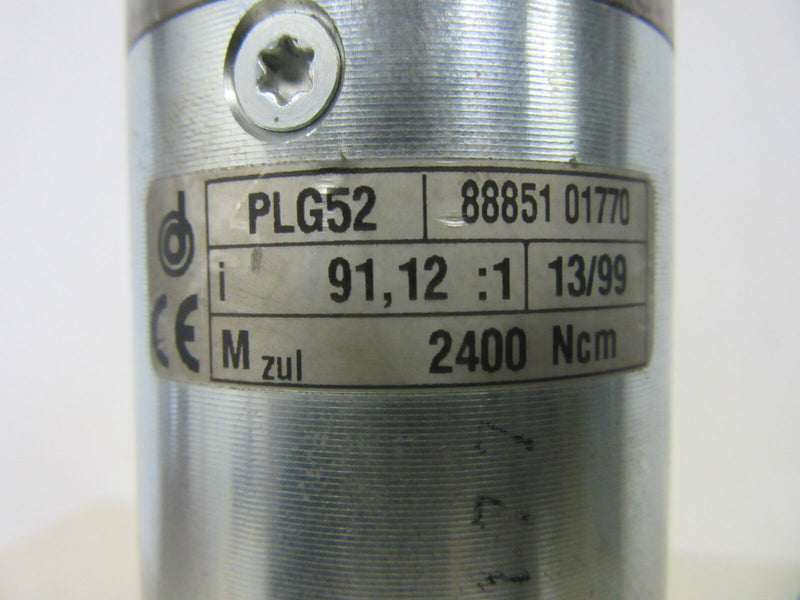 PLG52 88851 01770
i 91,12 :1 13/99
CE M zul 2400 Ncm